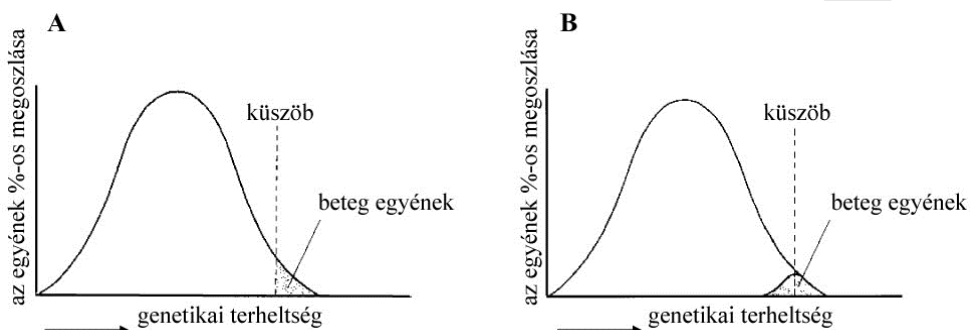 A
az egyének %-os megoszlása
küszöb
beteg egyének
genetikai terheltség
B
az egyének %-os megoszlása
küszöb
beteg egyének
genetikai terheltség